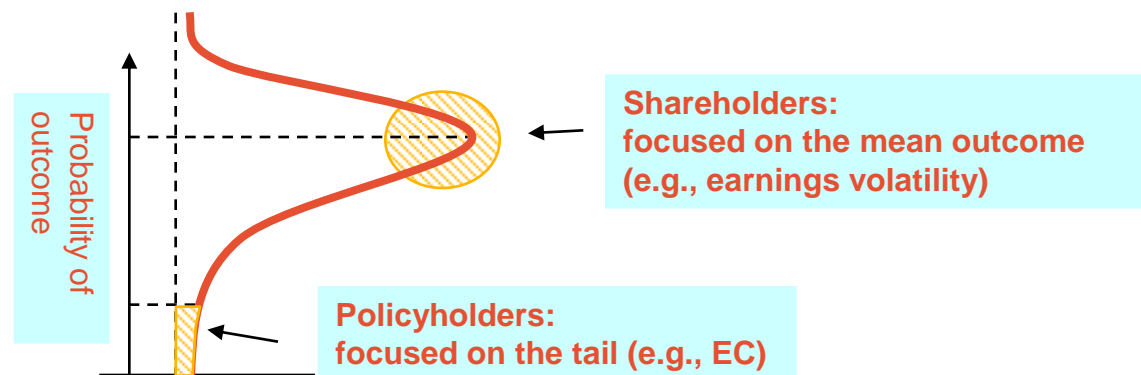 Probability of
outcome
Shareholders:
focused on the mean outcome
(e.g., earnings volatility)
Policyholders:
focused on the tail (e.g., EC)